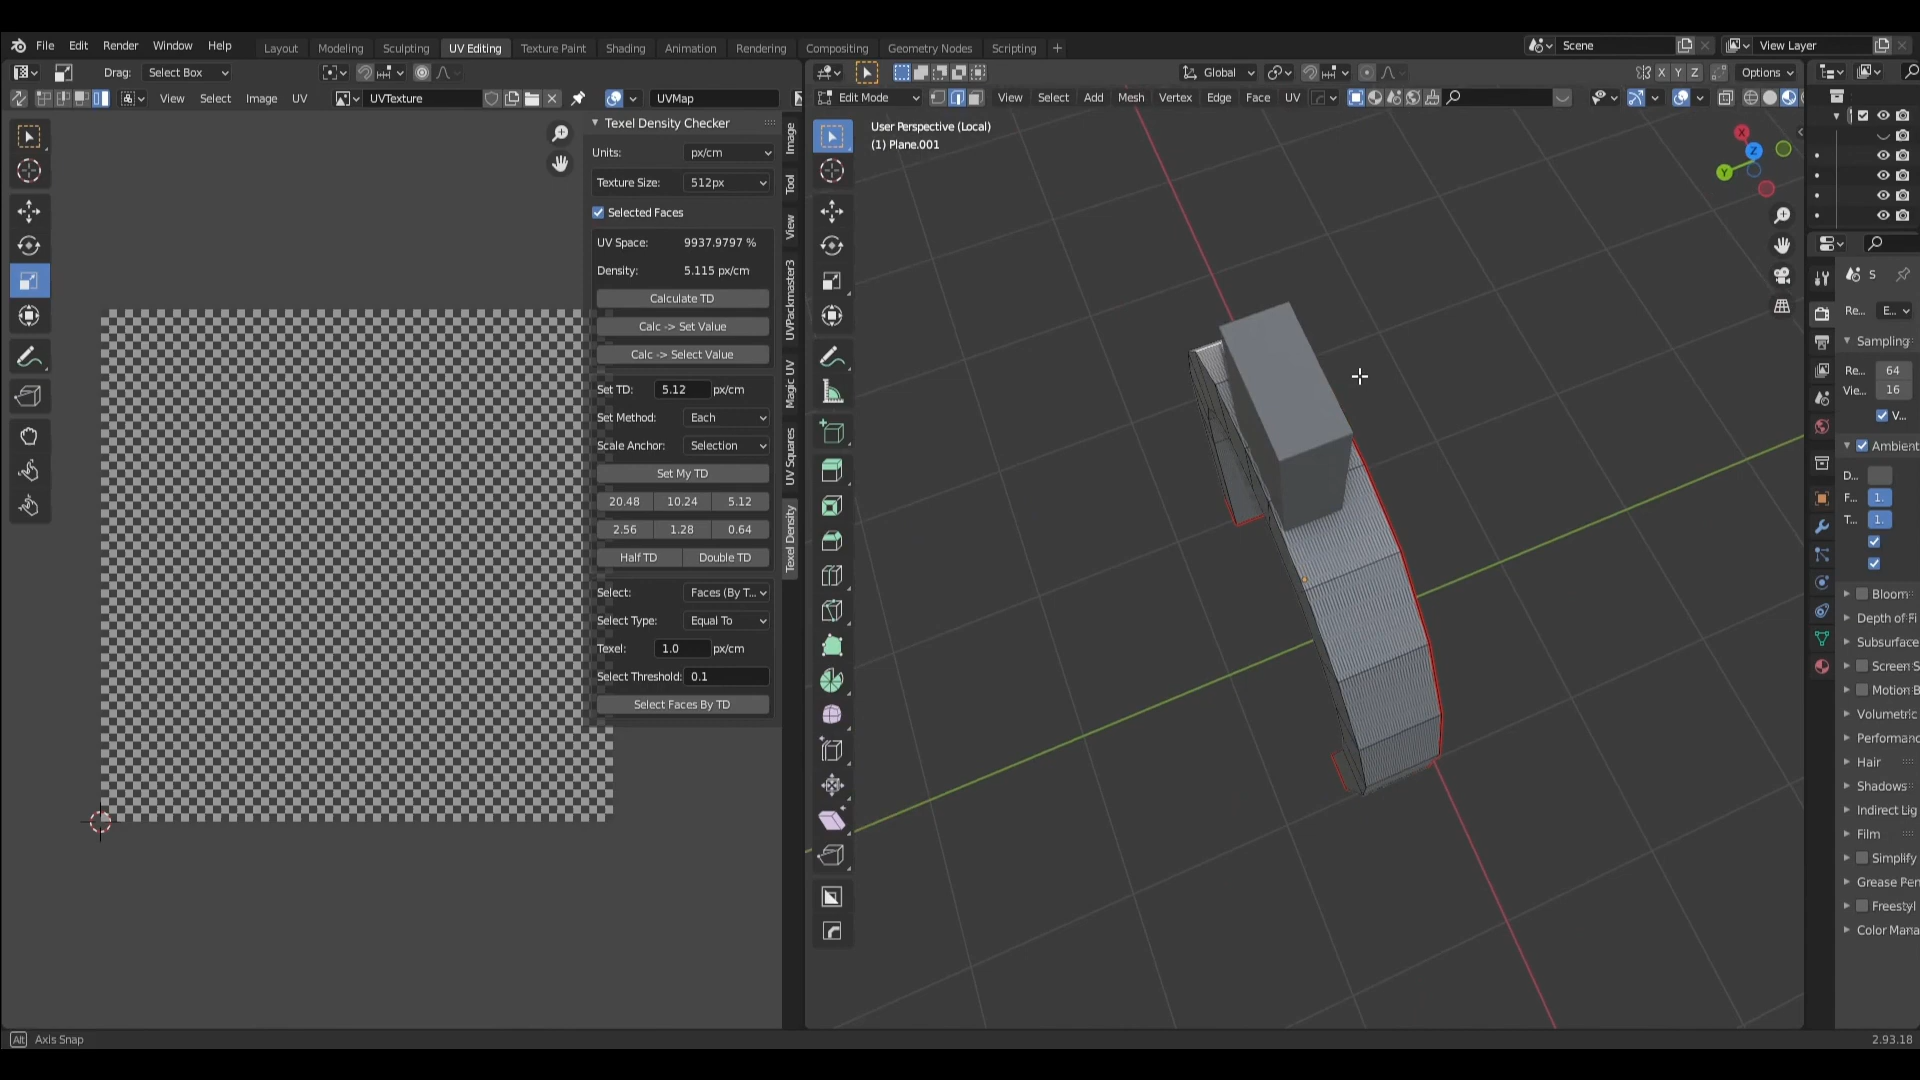 File Edit Render Window Help
Layout Modeling Sculpting UV Editing Texture Paint Shading Animation Rendering Compositing Geometry Nodes Scripting +
Scene
View Layer
Drag: Select Box
Global
X Y Z
Options
View Select Image UV
UVTexture
UVMap
Edit Mode
View Select Add Mesh Vertex Edge Face UV
Texel Density Checker
Units: px/cm
Texture Size: 512px
Selected Faces
UV Space: 9937.9797 %
Density: 5.115 px/cm
Calculate TD
Calc -> Set Value
Calc -> Select Value
Set TD: 5.12 px/cm
Set Method: Each
Scale Anchor: Selection
Set My TD
20.48 10.24 5.12
2.56 1.28 0.64
Half TD Double TD
Select: Faces (By T...
Select Type: Equal To
Texel: 1.0 px/cm
Select Threshold: 0.1
Select Faces By TD
Image
Tool
View
UVPackmaster3
Magic UV
UV Squares
Texel Density
User Perspective (Local)
(1) Plane.001
X
Z
Y
S
Re... E...
Sampling
Re... 64
Vie... 16
V...
Ambient
D...
F... 1.
T... 1.
Bloom
Depth of Fi
Subsurface
Screen S
Motion B
Volumetric
Performanc
Hair
Shadows
Indirect Lig
Film
Simplify
Grease Pen
Freestyl
Color Mana
Alt Axis Snap
2.93.18